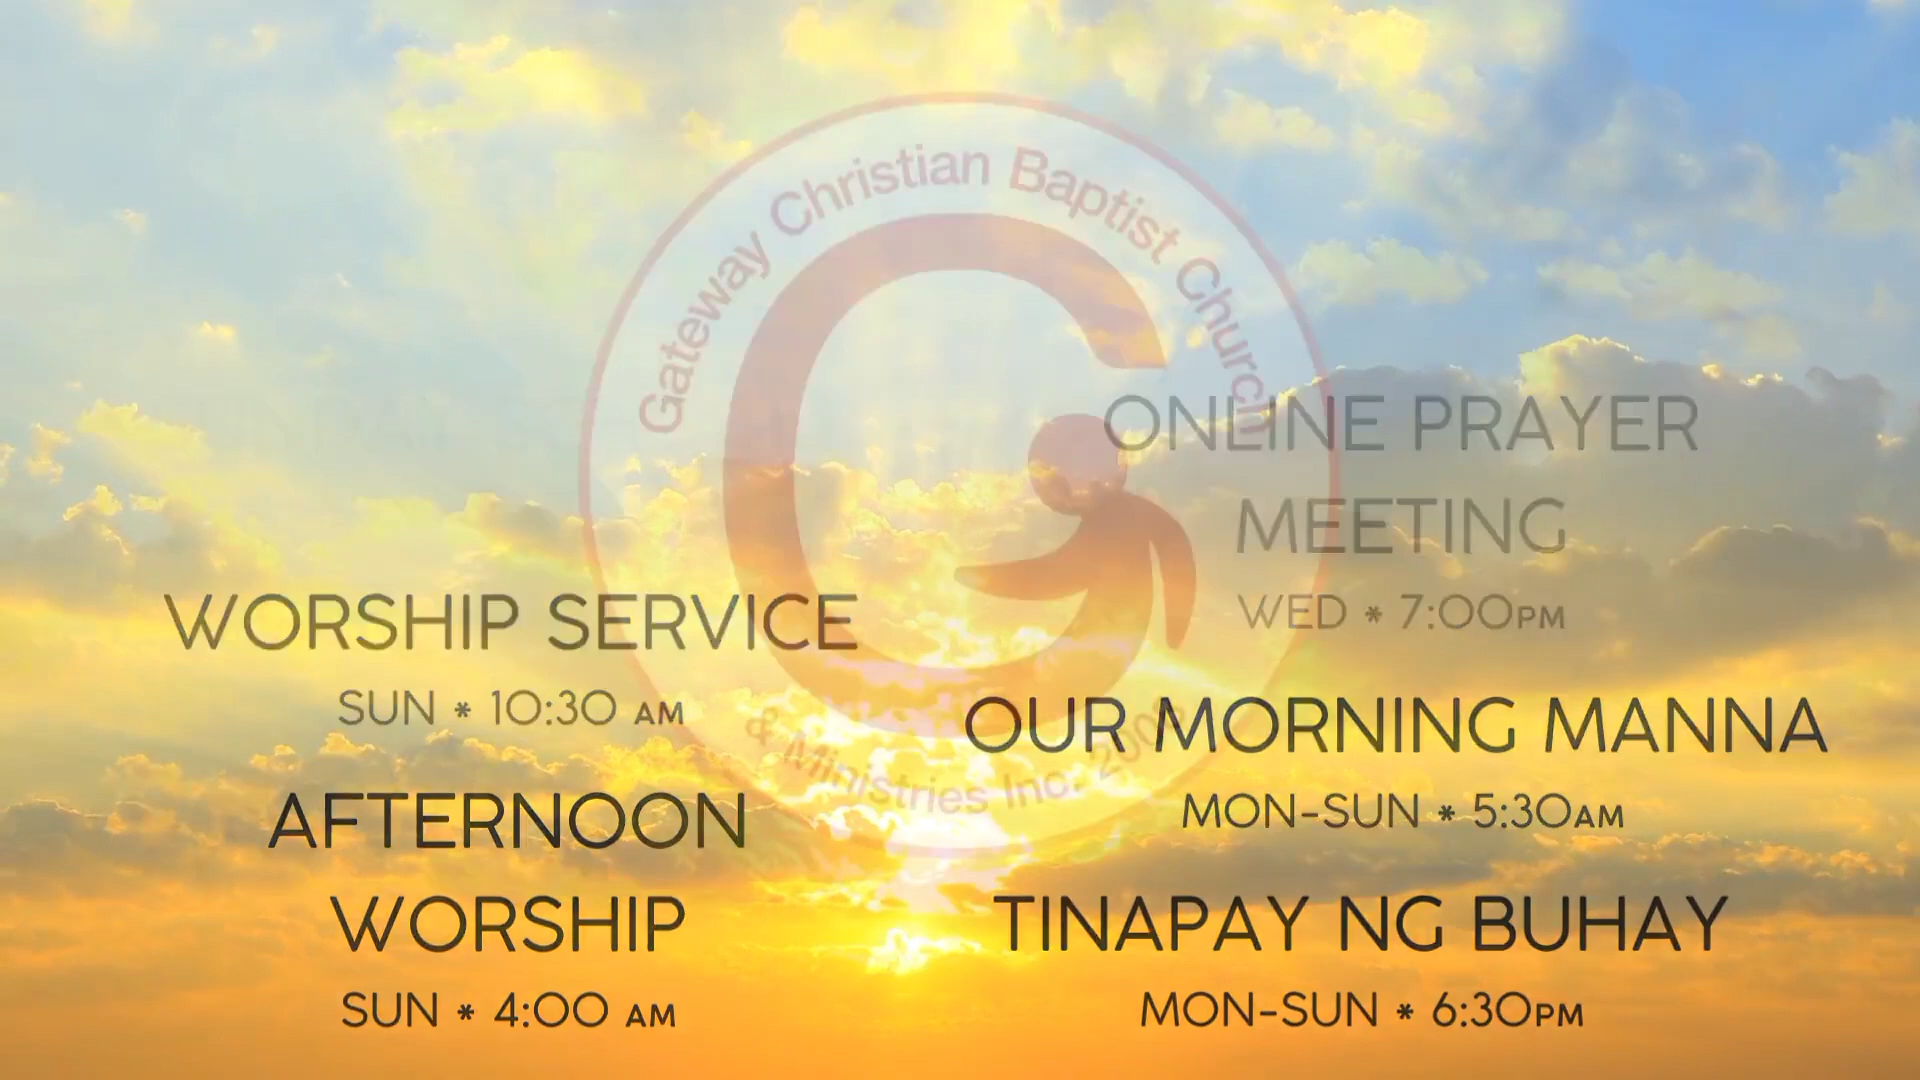 Gateway Christian Baptist Church
& Ministries Inc.
WORSHIP SERVICE
SUN * 10:30 AM
AFTERNOON
WORSHIP
SUN * 4:00 AM
ONLINE PRAYER
MEETING
WED * 7:00PM
OUR MORNING MANNA
MON-SUN * 5:30AM
TINAPAY NG BUHAY
MON-SUN * 6:30PM